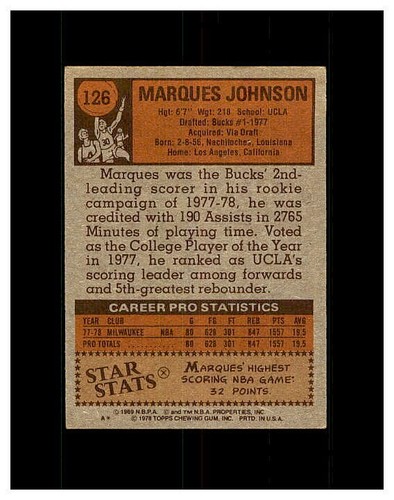 126
MARQUES JOHNSON
Hgt: 6'7" Wgt: 218 School: UCLA
Drafted: Bucks #1-1977
Acquired: Via Draft
Born: 2-8-56, Nachitoches, Louisiana
Home: Los Angeles, California
Marques was the Bucks' 2nd-
leading scorer in his rookie
campaign of 1977-78, he was
credited with 190 Assists in 2765
Minutes of playing time. Voted
as the College Player of the Year
in 1977, he ranked as UCLA's
scoring leader among forwards
and 5th-greatest rebounder.
CAREER PRO STATISTICS
YEAR CLUB G FG FT REB PTS AVG
77-78 MILWAUKEE NBA 80 628 301 847 1557 19.5
PRO TOTALS 80 628 301 847 1557 19.5
STAR
STATS
MARQUES' HIGHEST
SCORING NBA GAME:
32 POINTS.
© 1969 N.B.P.A. © and TM N.B.A. PROPERTIES, INC.
A* © 1978 TOPPS CHEWING GUM, INC. PRTD. IN U.S.A.